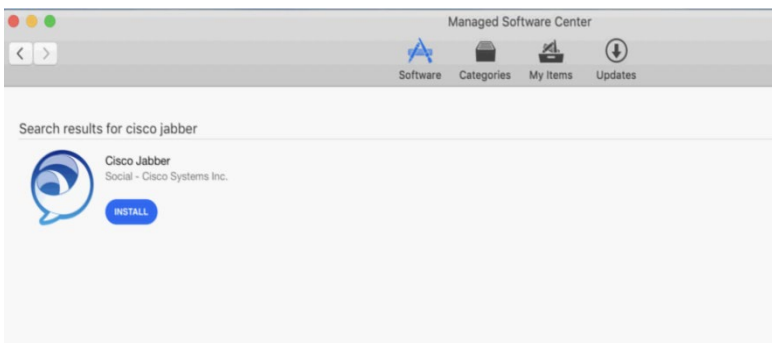 Managed Software Center
Software Categories My Items Updates
Search results for cisco jabber
Cisco Jabber
Social - Cisco Systems Inc.
INSTALL